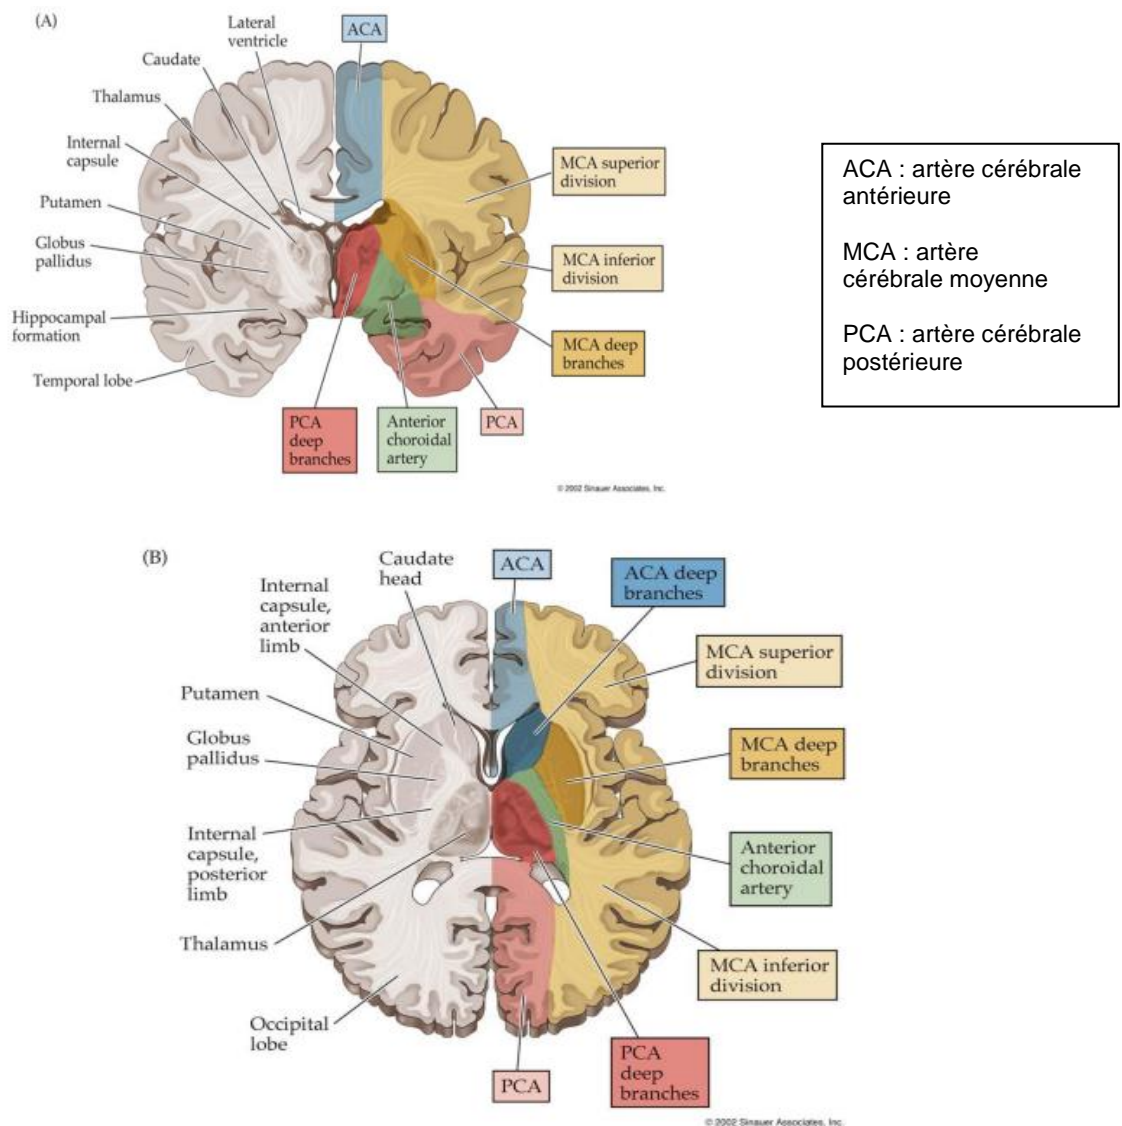 (A)
Lateral
ventricle
ACA
Caudate
Thalamus
Internal
capsule
Putamen
Globus
pallidus
Hippocampal
formation
Temporal lobe
MCA superior
division
MCA inferior
division
MCA deep
branches
PCA
deep
branches
Anterior
choroidal
artery
PCA
© 2002 Sinauer Associates, Inc.
ACA : artère cérébrale
antérieure
MCA : artère
cérébrale moyenne
PCA : artère cérébrale
postérieure
(B)
Caudate
head
Internal
capsule,
anterior
limb
Putamen
Globus
pallidus
Internal
capsule,
posterior
limb
Thalamus
Occipital
lobe
ACA
ACA deep
branches
MCA superior
division
MCA deep
branches
Anterior
choroidal
artery
MCA inferior
division
PCA
deep
branches
PCA
© 2002 Sinauer Associates, Inc.